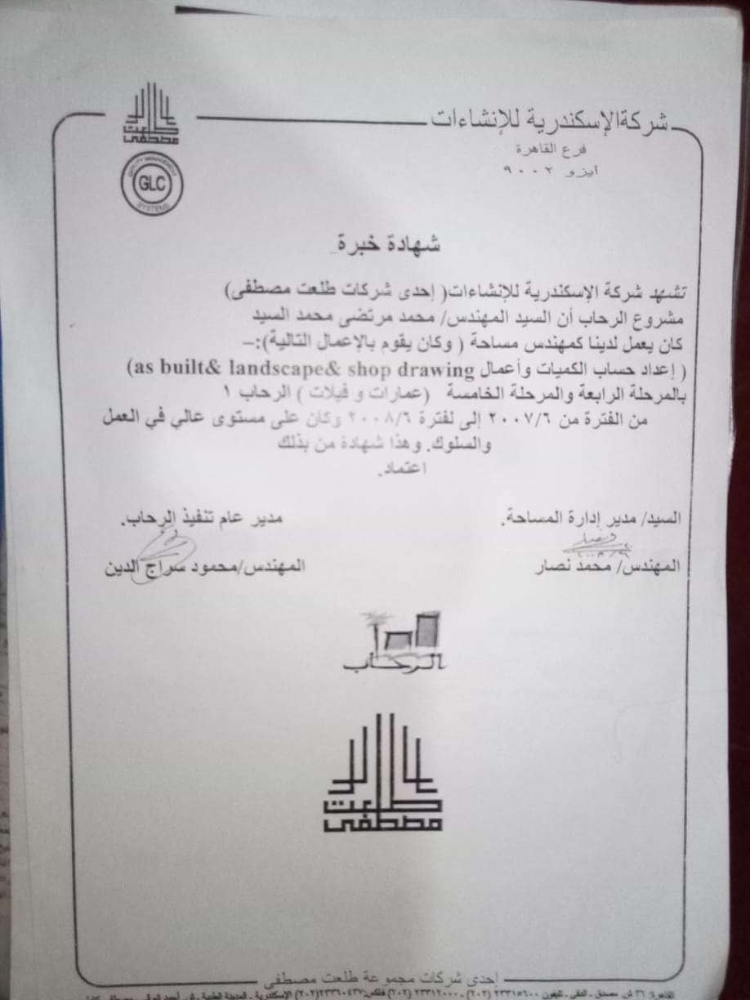 شركة الإسكندرية للإنشاءات
فرع القاهرة
أيزو ٩٠٠٢
طلعت
مصطفى
QUALITY MANAGEMENT
GLC
SYSTEMS
شهادة خبرة
تشهد شركة الإسكندرية للإنشاءات( إحدى شركات طلعت مصطفى)
مشروع الرحاب أن السيد المهندس/ محمد مرتضى محمد السيد
كان يعمل لدينا كمهندس مساحة ( وكان يقوم بالإعمال التالية):–
( إعداد حساب الكميات وأعمال as built& landscape& shop drawing)
بالمرحلة الرابعة والمرحلة الخامسة (عمارات و فيلات ) الرحاب ١
من الفترة من ٢٠٠٧/٦ إلى لفترة ٢٠٠٨/٦ وكان على مستوى عالي في العمل
والسلوك. وهذا شهادة من بذلك
اعتماد.
السيد/ مدير إدارة المساحة. مدير عام تنفيذ الرحاب.
المهندس/ محمد نصار المهندس/محمود سراج الدين
الرحاب
طلعت
مصطفى
إحدى شركات مجموعة طلعت مصطفى